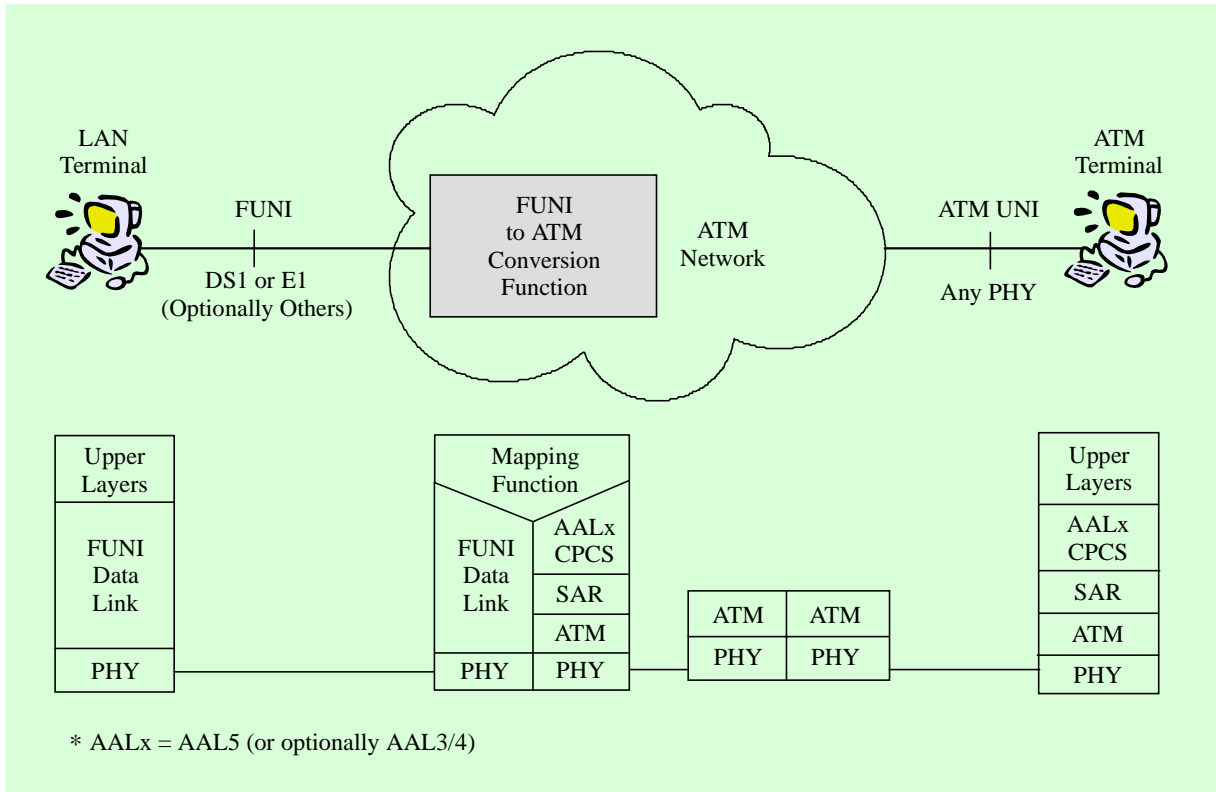 LAN
Terminal
FUNI
DS1 or E1
(Optionally Others)
FUNI
to ATM
Conversion
Function
ATM
Network
ATM UNI
Any PHY
ATM
Terminal
Upper
Layers
FUNI
Data
Link
PHY
Mapping
Function
FUNI
Data
Link
PHY
AALx
CPCS
SAR
ATM
PHY
ATM
PHY
ATM
PHY
Upper
Layers
AALx
CPCS
SAR
ATM
PHY
* AALx = AAL5 (or optionally AAL3/4)